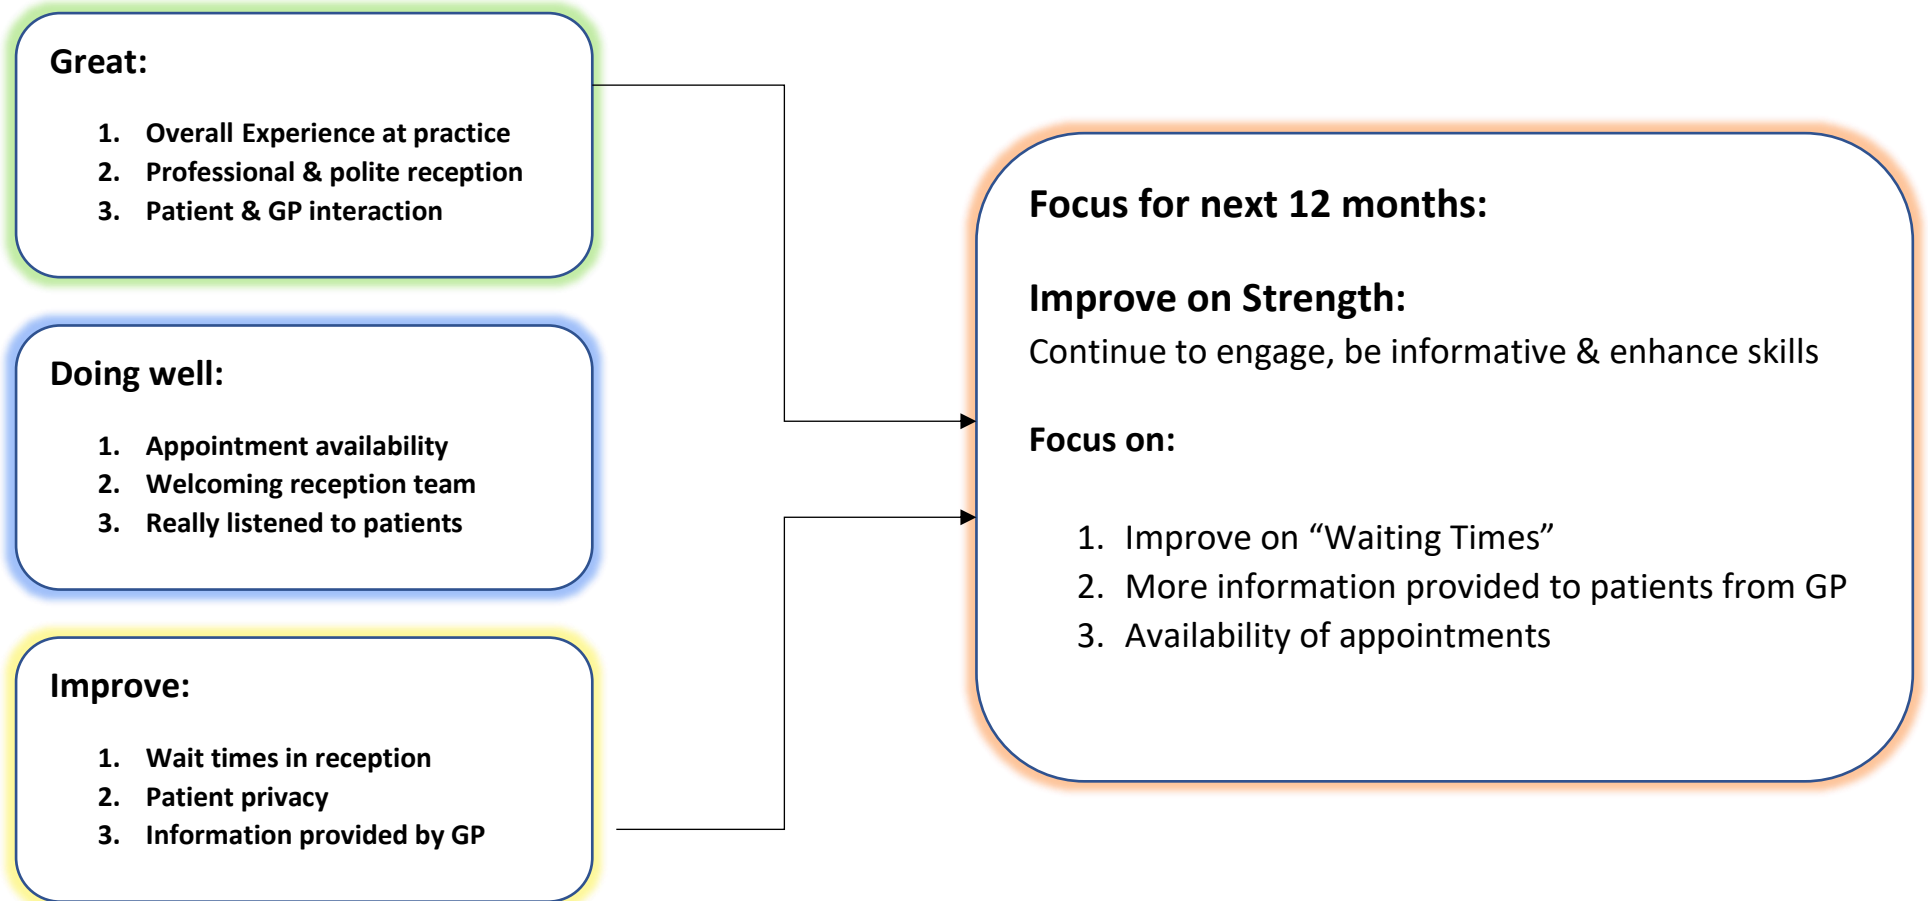 Great:
1. Overall Experience at practice
2. Professional & polite reception
3. Patient & GP interaction
Doing well:
1. Appointment availability
2. Welcoming reception team
3. Really listened to patients
Improve:
1. Wait times in reception
2. Patient privacy
3. Information provided by GP
Focus for next 12 months:
Improve on Strength:
Continue to engage, be informative & enhance skills
Focus on:
1. Improve on “Waiting Times”
2. More information provided to patients from GP
3. Availability of appointments